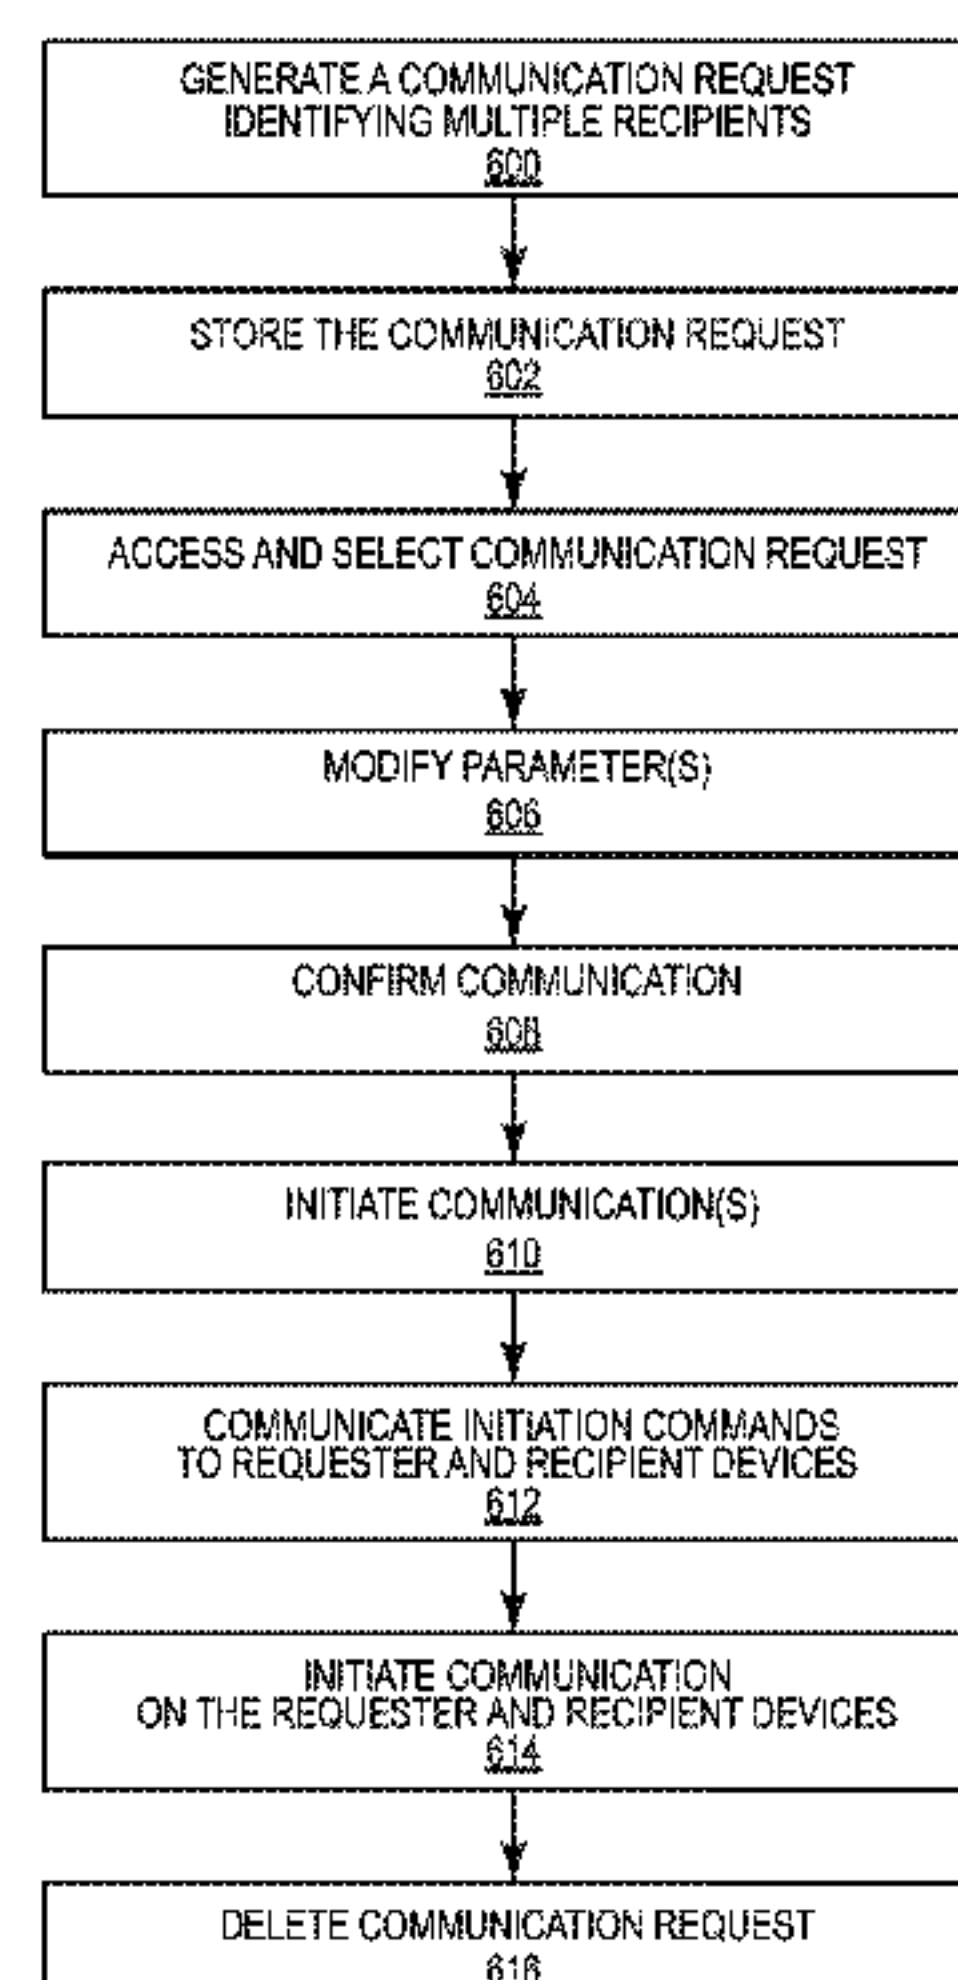 GENERATE A COMMUNICATION REQUEST
IDENTIFYING MULTIPLE RECIPIENTS
600
STORE THE COMMUNICATION REQUEST
602
ACCESS AND SELECT COMMUNICATION REQUEST
604
MODIFY PARAMETER(S)
606
CONFIRM COMMUNICATION
608
INITIATE COMMUNICATION(S)
610
COMMUNICATE INITIATION COMMANDS
TO REQUESTER AND RECIPIENT DEVICES
612
INITIATE COMMUNICATION
ON THE REQUESTER AND RECIPIENT DEVICES
614
DELETE COMMUNICATION REQUEST
616